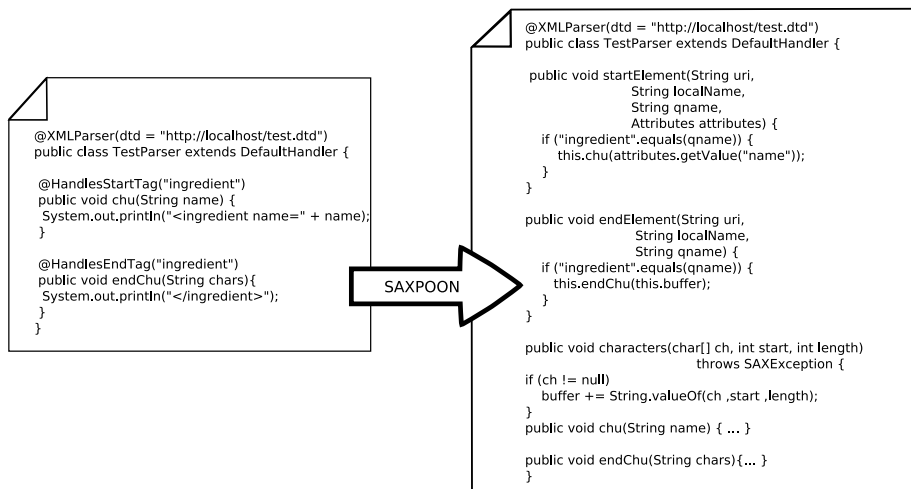 @XMLParser(dtd = "http://localhost/test.dtd")
public class TestParser extends DefaultHandler {
@HandlesStartTag("ingredient")
public void chu(String name) {
System.out.println("<ingredient name=" + name);
}
@HandlesEndTag("ingredient")
public void endChu(String chars){
System.out.println("</ingredient>");
}
}
SAXPOON
@XMLParser(dtd = "http://localhost/test.dtd")
public class TestParser extends DefaultHandler {
public void startElement(String uri,
String localName,
String qname,
Attributes attributes) {
if ("ingredient".equals(qname)) {
this.chu(attributes.getValue("name"));
}
}
public void endElement(String uri,
String localName,
String qname) {
if ("ingredient".equals(qname)) {
this.endChu(this.buffer);
}
}
public void characters(char[] ch, int start, int length)
throws SAXException {
if (ch != null)
buffer += String.valueOf(ch ,start ,length);
}
public void chu(String name) { ... }
public void endChu(String chars){... }
}